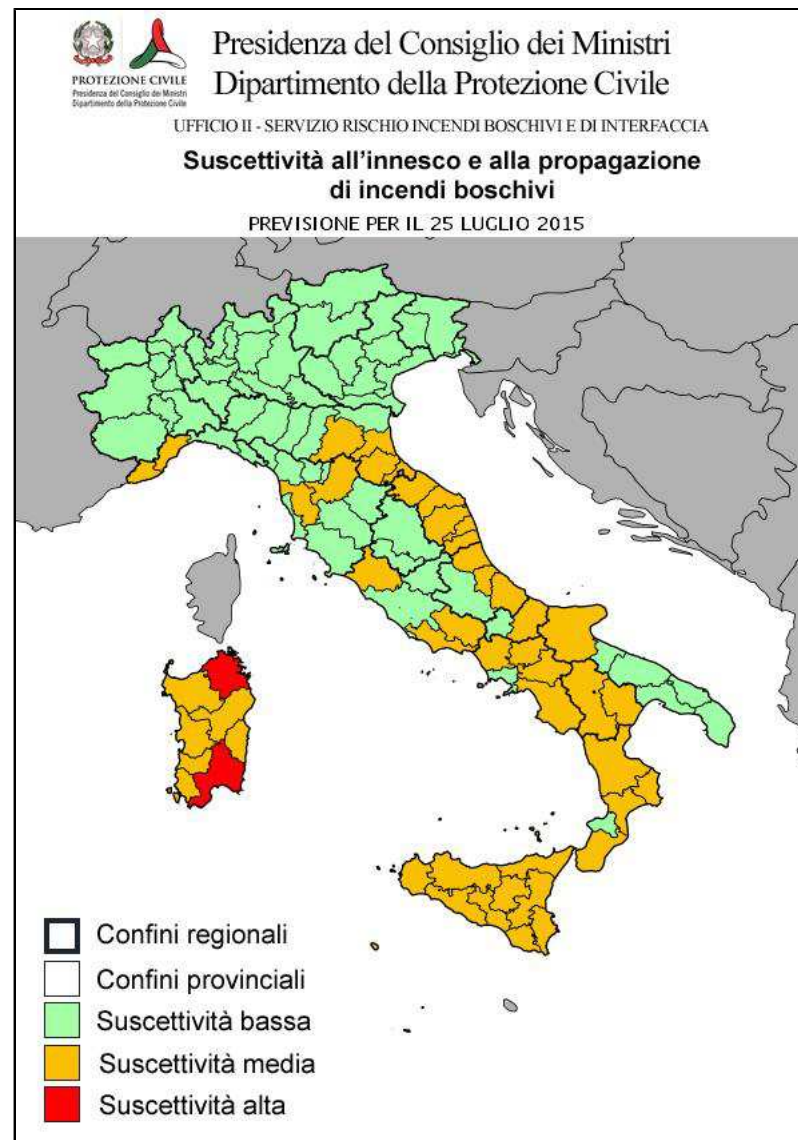 Presidenza del Consiglio dei Ministri
Dipartimento della Protezione Civile
PROTEZIONE CIVILE
Presidenza del Consiglio dei Ministri
Dipartimento della Protezione Civile
UFFICIO II - SERVIZIO RISCHIO INCENDI BOSCHIVI E DI INTERFACCIA
Suscettività all'innesco e alla propagazione
di incendi boschivi
PREVISIONE PER IL 25 LUGLIO 2015
Confini regionali
Confini provinciali
Suscettività bassa
Suscettività media
Suscettività alta